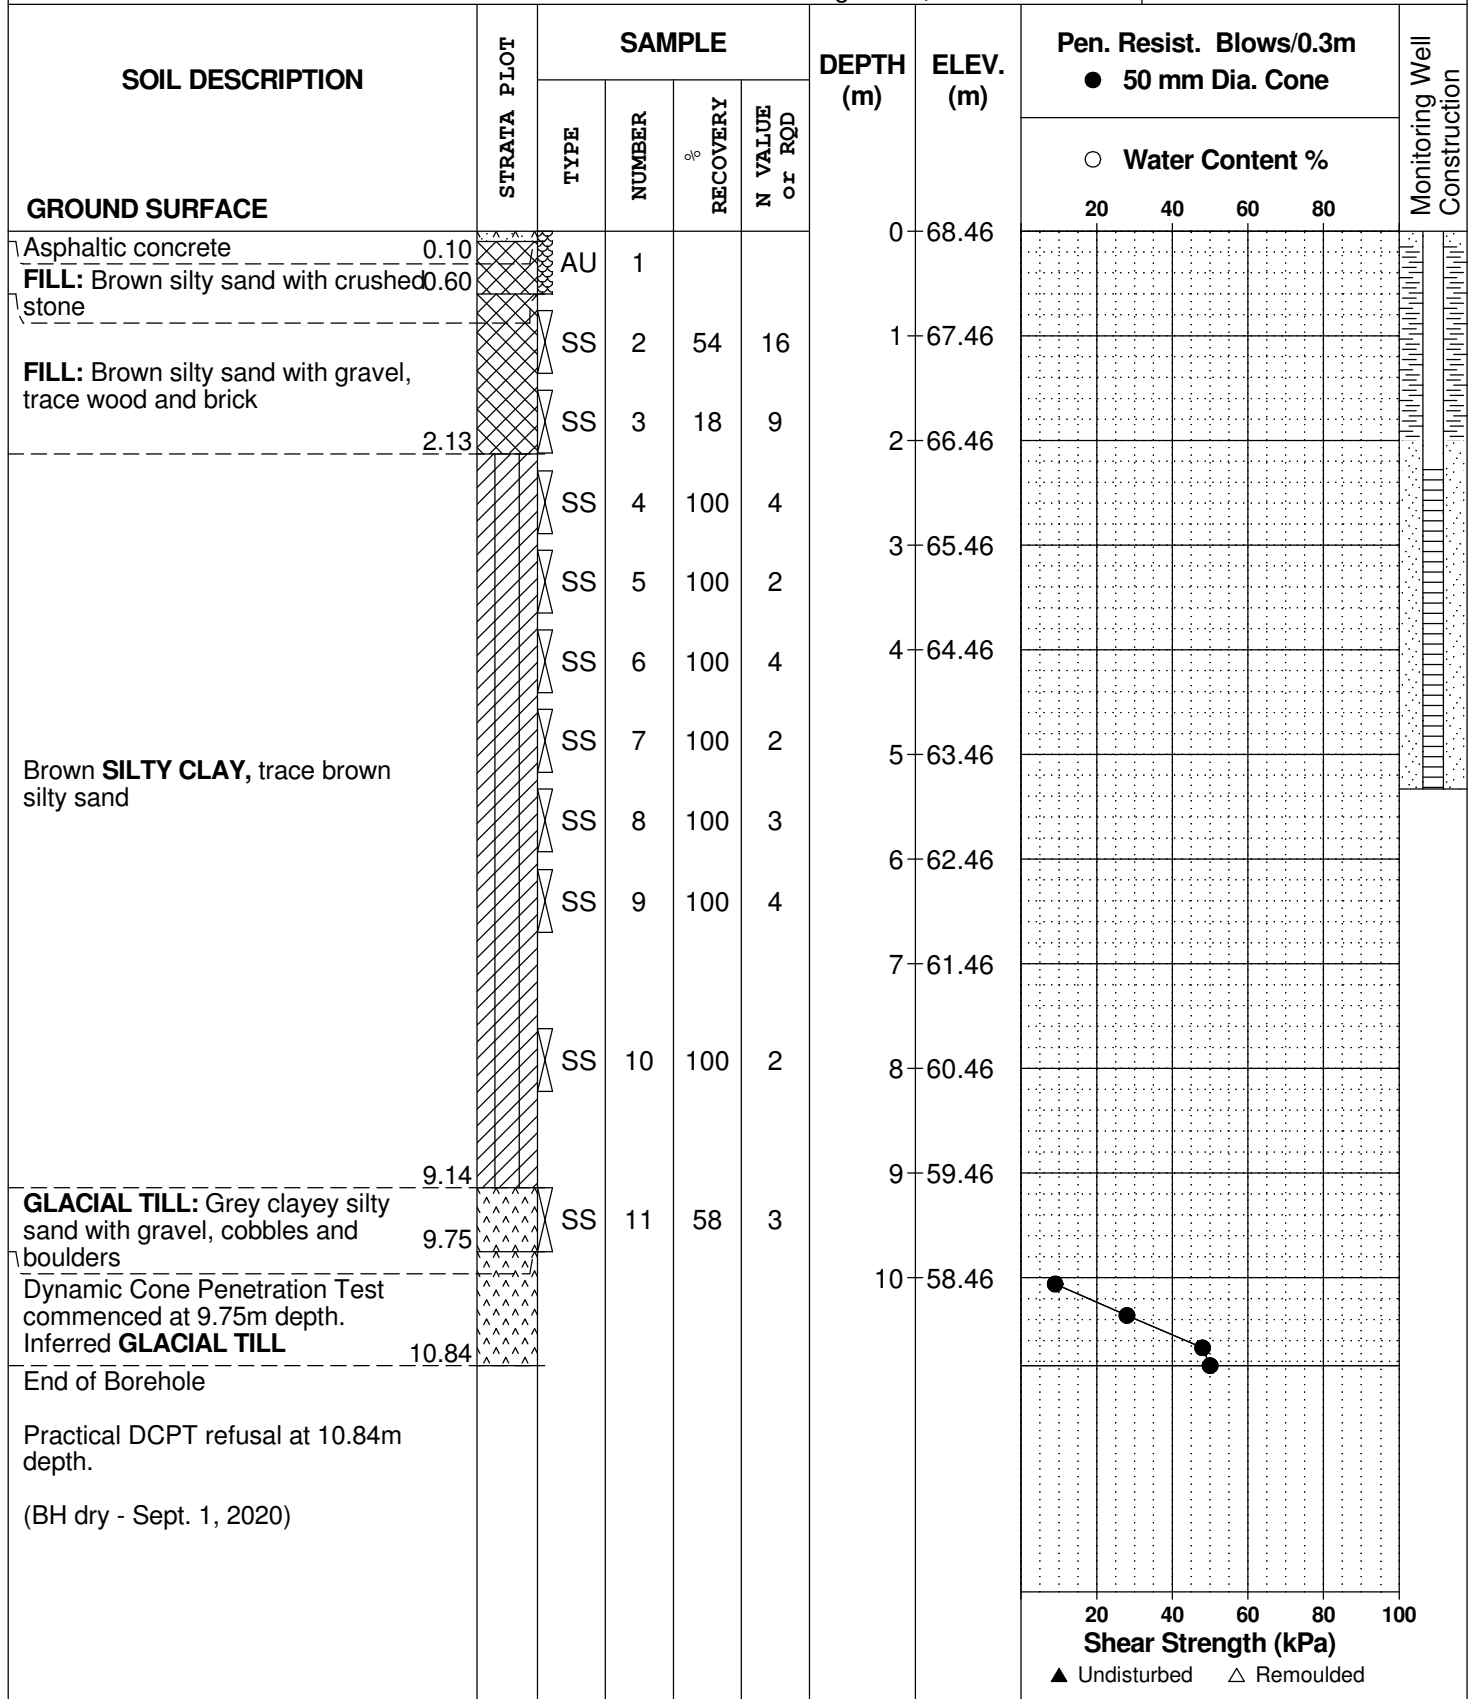 SOIL DESCRIPTION
GROUND SURFACE
STRATA PLOT
SAMPLE
TYPE
NUMBER
%
RECOVERY
N VALUE
or RQD
DEPTH
(m)
ELEV.
(m)
Pen. Resist. Blows/0.3m
● 50 mm Dia. Cone
○ Water Content %
20 40 60 80
Monitoring Well
Construction
0 68.46
Asphaltic concrete 0.10
AU 1
FILL: Brown silty sand with crushed 0.60
stone
SS 2 54 16
1 67.46
FILL: Brown silty sand with gravel,
trace wood and brick
SS 3 18 9
2.13
2 66.46
SS 4 100 4
3 65.46
SS 5 100 2
4 64.46
SS 6 100 4
SS 7 100 2
5 63.46
Brown SILTY CLAY, trace brown
silty sand
SS 8 100 3
6 62.46
SS 9 100 4
7 61.46
SS 10 100 2
8 60.46
9 59.46
9.14
GLACIAL TILL: Grey clayey silty
sand with gravel, cobbles and
boulders
9.75
SS 11 58 3
10 58.46
Dynamic Cone Penetration Test
commenced at 9.75m depth.
Inferred GLACIAL TILL
10.84
End of Borehole
Practical DCPT refusal at 10.84m
depth.
(BH dry - Sept. 1, 2020)
20 40 60 80 100
Shear Strength (kPa)
▲ Undisturbed △ Remoulded